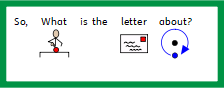 So, What is the letter about?